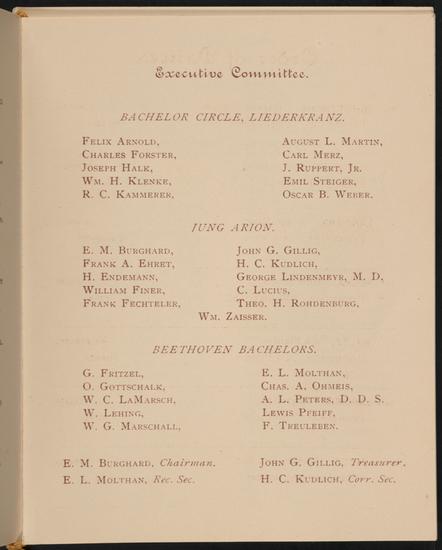 Executive Committee.
BACHELOR CIRCLE, LIEDERKRANZ.
FELIX ARNOLD, AUGUST L. MARTIN,
CHARLES FORSTER, CARL MERZ,
JOSEPH HALK, J. RUPPERT, JR.
WM. H. KLENKE, EMIL STEIGER,
R. C. KAMMERER, OSCAR B. WEBER.
JUNG ARION.
E. M. BURGHARD, JOHN G. GILLIG,
FRANK A. EHRET, H. C. KUDLICH,
H. ENDEMANN, GEORGE LINDENMEYR, M. D,
WILLIAM FINER, C. LUCIUS,
FRANK FECHTELER, THEO. H. ROHDENBURG,
WM. ZAISSER.
BEETHOVEN BACHELORS.
G. FRITZEL, E. L. MOLTHAN,
O. GOTTSCHALK, CHAS. A. OHMEIS,
W. C. LAMARSCH, A. L. PETERS, D. D. S.
W. LEHING, LEWIS PFEIFF,
W. G. MARSCHALL, F. TREULEBEN.
E. M. BURGHARD, Chairman. JOHN G. GILLIG, Treasurer.
E. L. MOLTHAN, Rec. Sec. H. C. KUDLICH, Corr. Sec.